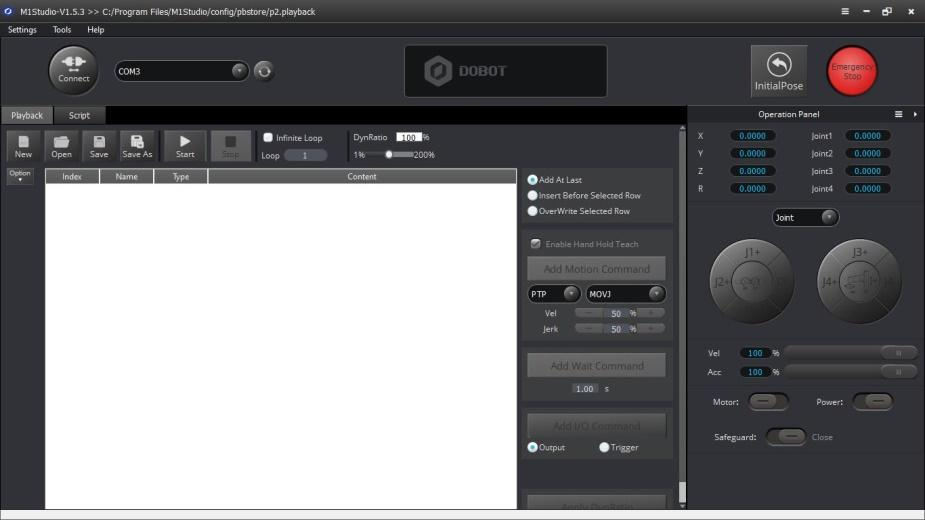 M1Studio-V1.5.3 >> C:/Program Files/M1Studio/config/pbstore/p2.playback
Settings Tools Help
Connect
COM3
DOBOT
InitialPose
Emergency
Stop
Playback Script
Operation Panel
New Open Save Save As Start Stop
Infinite Loop
Loop 1
DynRatio 100 %
1% 200%
X 0.0000 Joint1 0.0000
Y 0.0000 Joint2 0.0000
Z 0.0000 Joint3 0.0000
R 0.0000 Joint4 0.0000
Option
Index Name Type Content
Add At Last
Insert Before Selected Row
OverWrite Selected Row
Enable Hand Hold Teach
Add Motion Command
PTP MOVJ
Vel 50 %
Jerk 50 %
Add Wait Command
1.00 s
Add I/O Command
Output Trigger
Apply DynRatio
Joint
J1+ J3+
J2+ J4+
Vel 100 %
Acc 100 %
Motor: Power:
Safeguard: Close